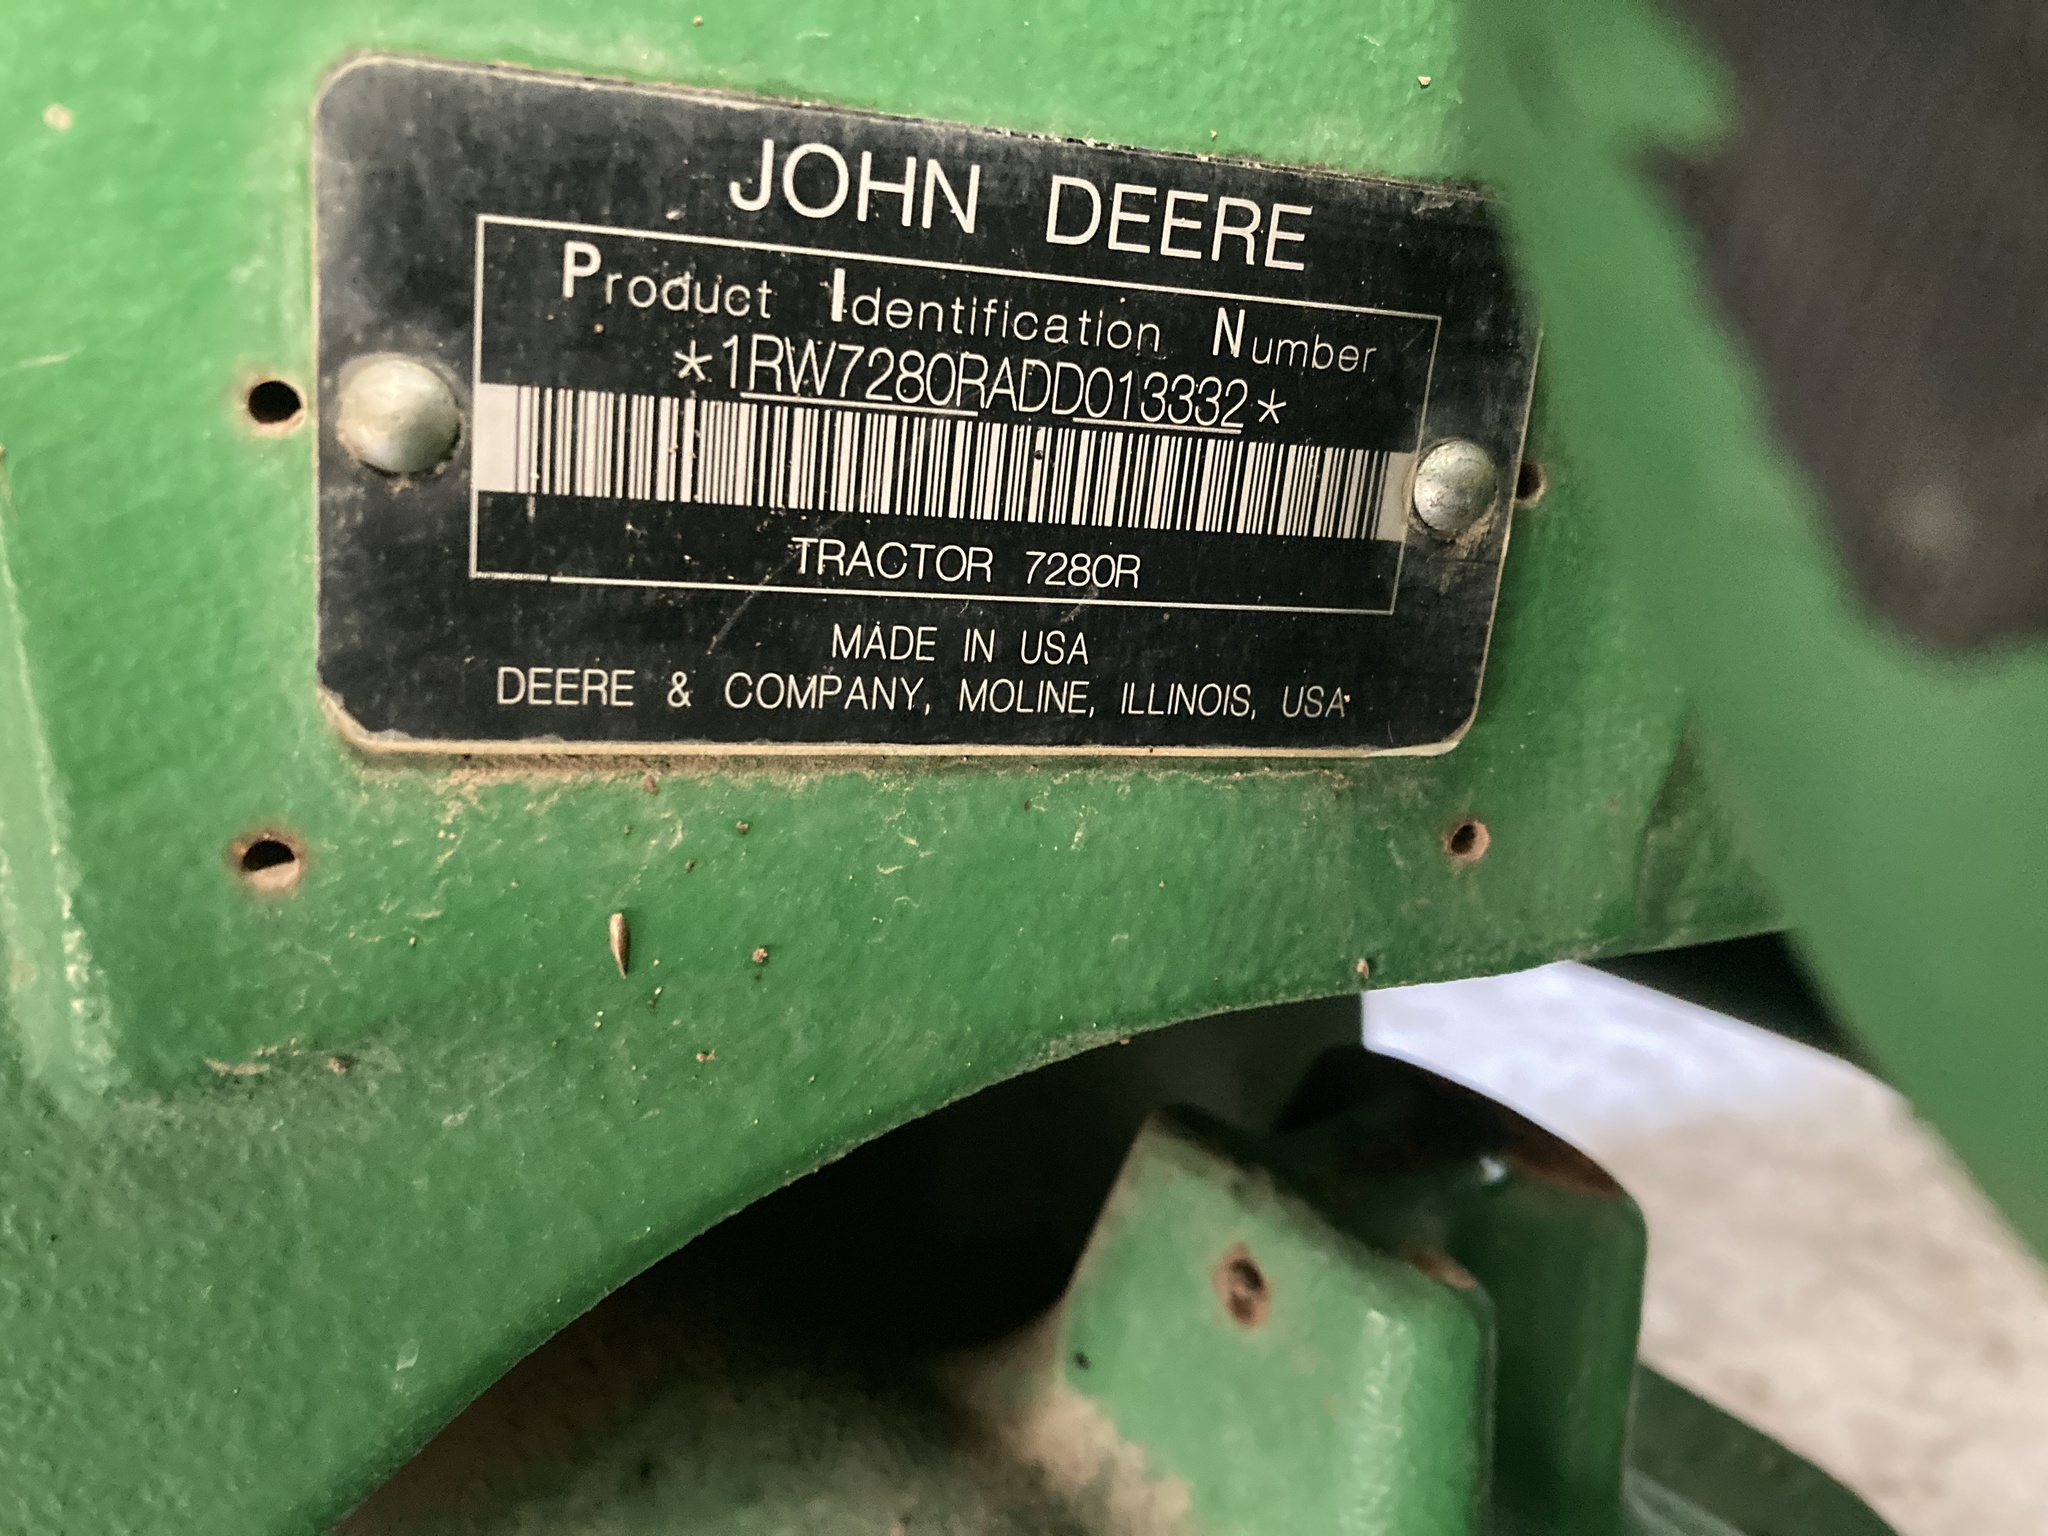 JOHN DEERE
Product Identification Number
*1RW7280RADD013332*
TRACTOR 7280R
MADE IN USA
DEERE & COMPANY, MOLINE, ILLINOIS, USA